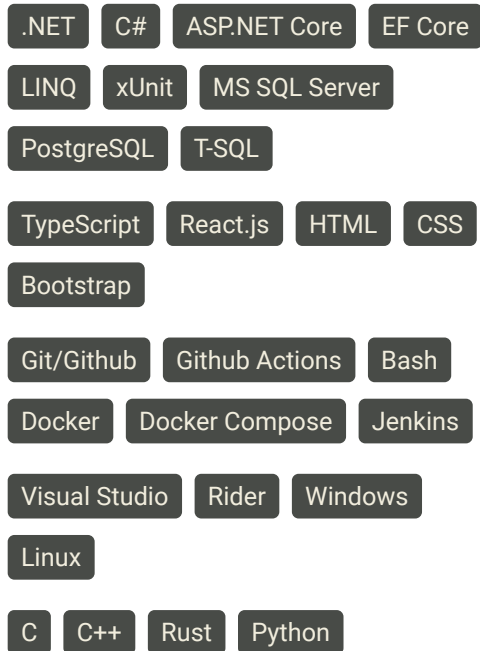 .NET C# ASP.NET Core EF Core
LINQ xUnit MS SQL Server
PostgreSQL T-SQL
TypeScript React.js HTML CSS
Bootstrap
Git/Github Github Actions Bash
Docker Docker Compose Jenkins
Visual Studio Rider Windows
Linux
C C++ Rust Python